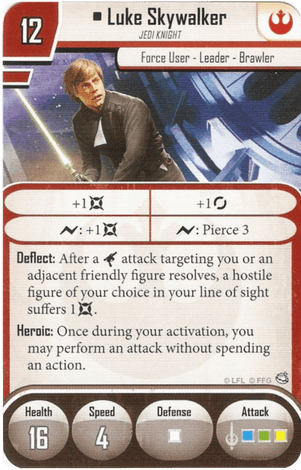 12
Luke Skywalker
JEDI KNIGHT
Force User - Leader - Brawler
+1
+1
: +1
: Pierce 3
Deflect: After a attack targeting you or an
adjacent friendly figure resolves, a hostile
figure of your choice in your line of sight
suffers 1 .
Heroic: Once during your activation, you
may perform an attack without spending
an action.
© LFL © FFG
Health
Speed
Defense
Attack
16
4